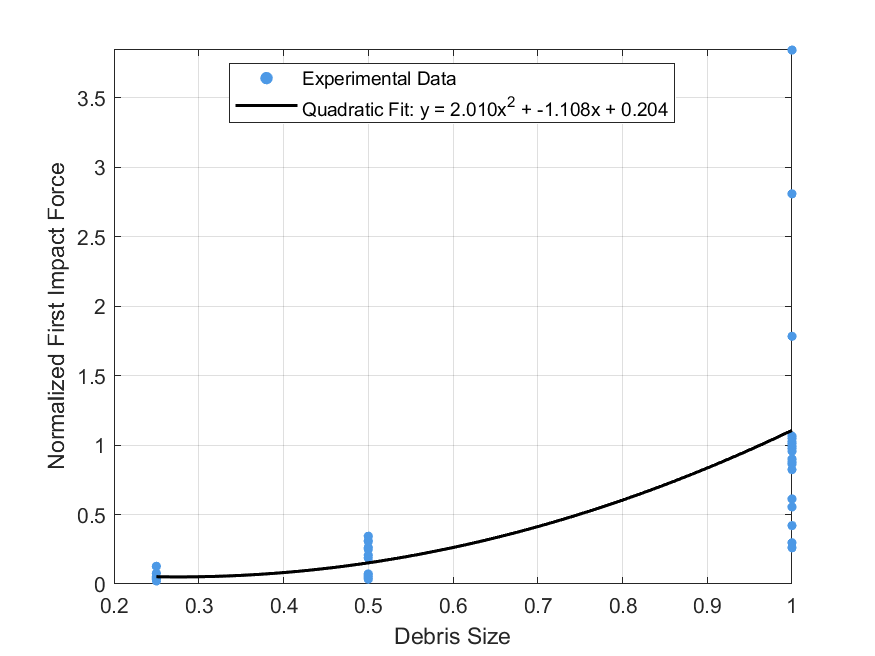 Experimental Data
Quadratic Fit: y = 2.010x² + -1.108x + 0.204
Normalized First Impact Force
3.5
3
2.5
2
1.5
1
0.5
0
0.2 0.3 0.4 0.5 0.6 0.7 0.8 0.9 1
Debris Size